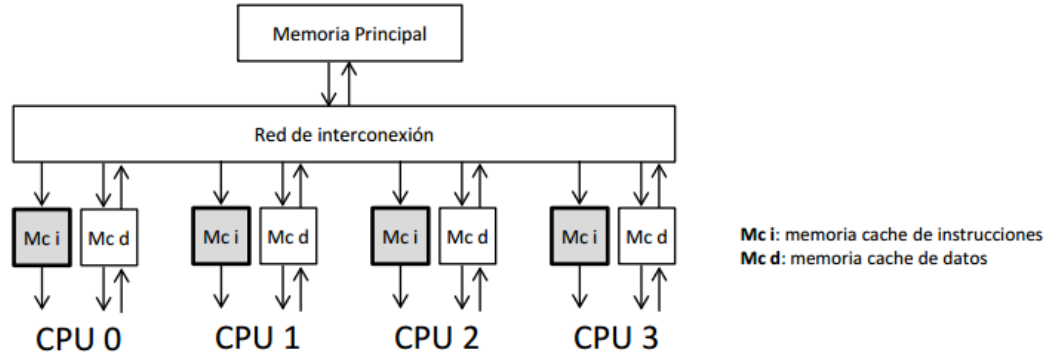 Memoria Principal
Red de interconexión
Mc i Mc d Mc i Mc d Mc i Mc d Mc i Mc d
Mc i: memoria cache de instrucciones
Mc d: memoria cache de datos
CPU 0 CPU 1 CPU 2 CPU 3